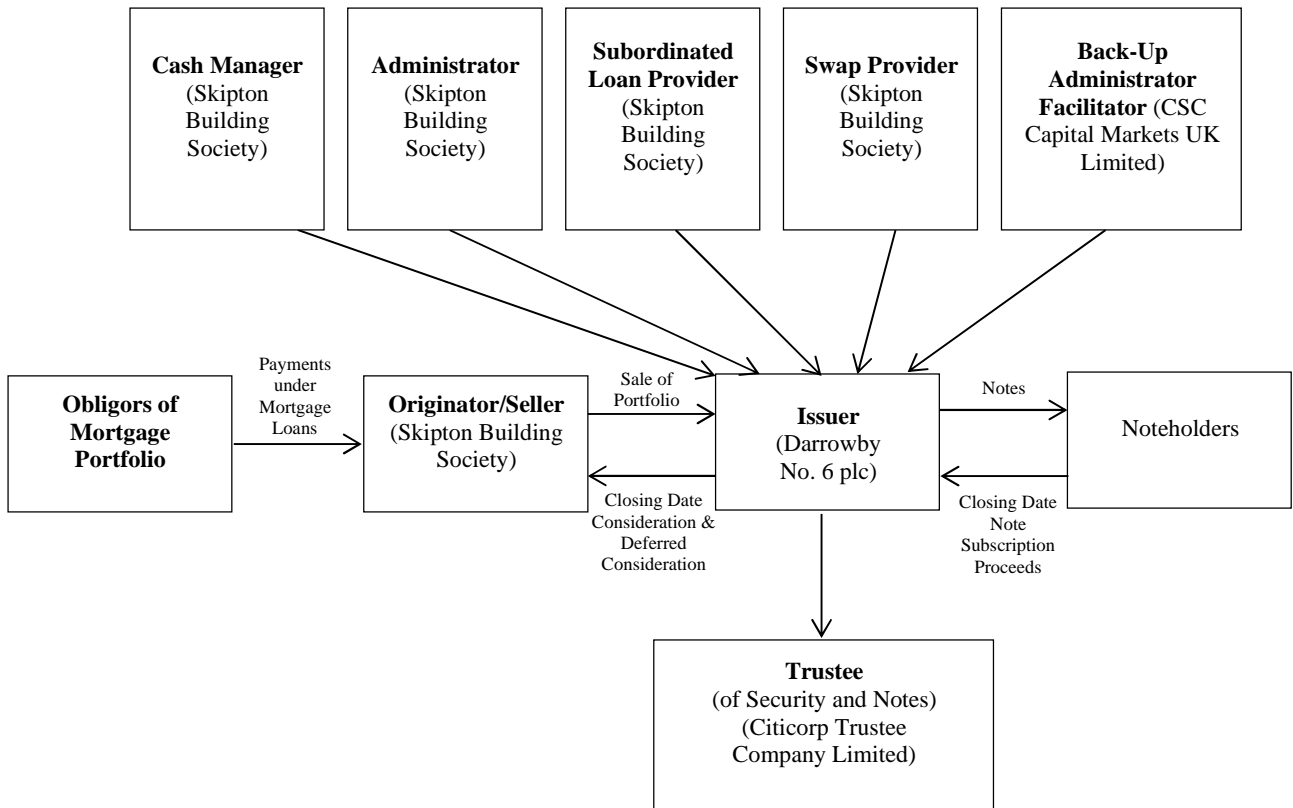 Cash Manager
(Skipton
Building
Society)
Administrator
(Skipton
Building
Society)
Subordinated
Loan Provider
(Skipton
Building
Society)
Swap Provider
(Skipton
Building
Society)
Back-Up
Administrator
Facilitator (CSC
Capital Markets UK
Limited)
Obligors of
Mortgage
Portfolio
Payments
under
Mortgage
Loans
Originator/Seller
(Skipton Building
Society)
Sale of
Portfolio
Closing Date
Consideration &
Deferred
Consideration
Issuer
(Darrowby
No. 6 plc)
Notes
Closing Date
Note
Subscription
Proceeds
Noteholders
Trustee
(of Security and Notes)
(Citicorp Trustee
Company Limited)